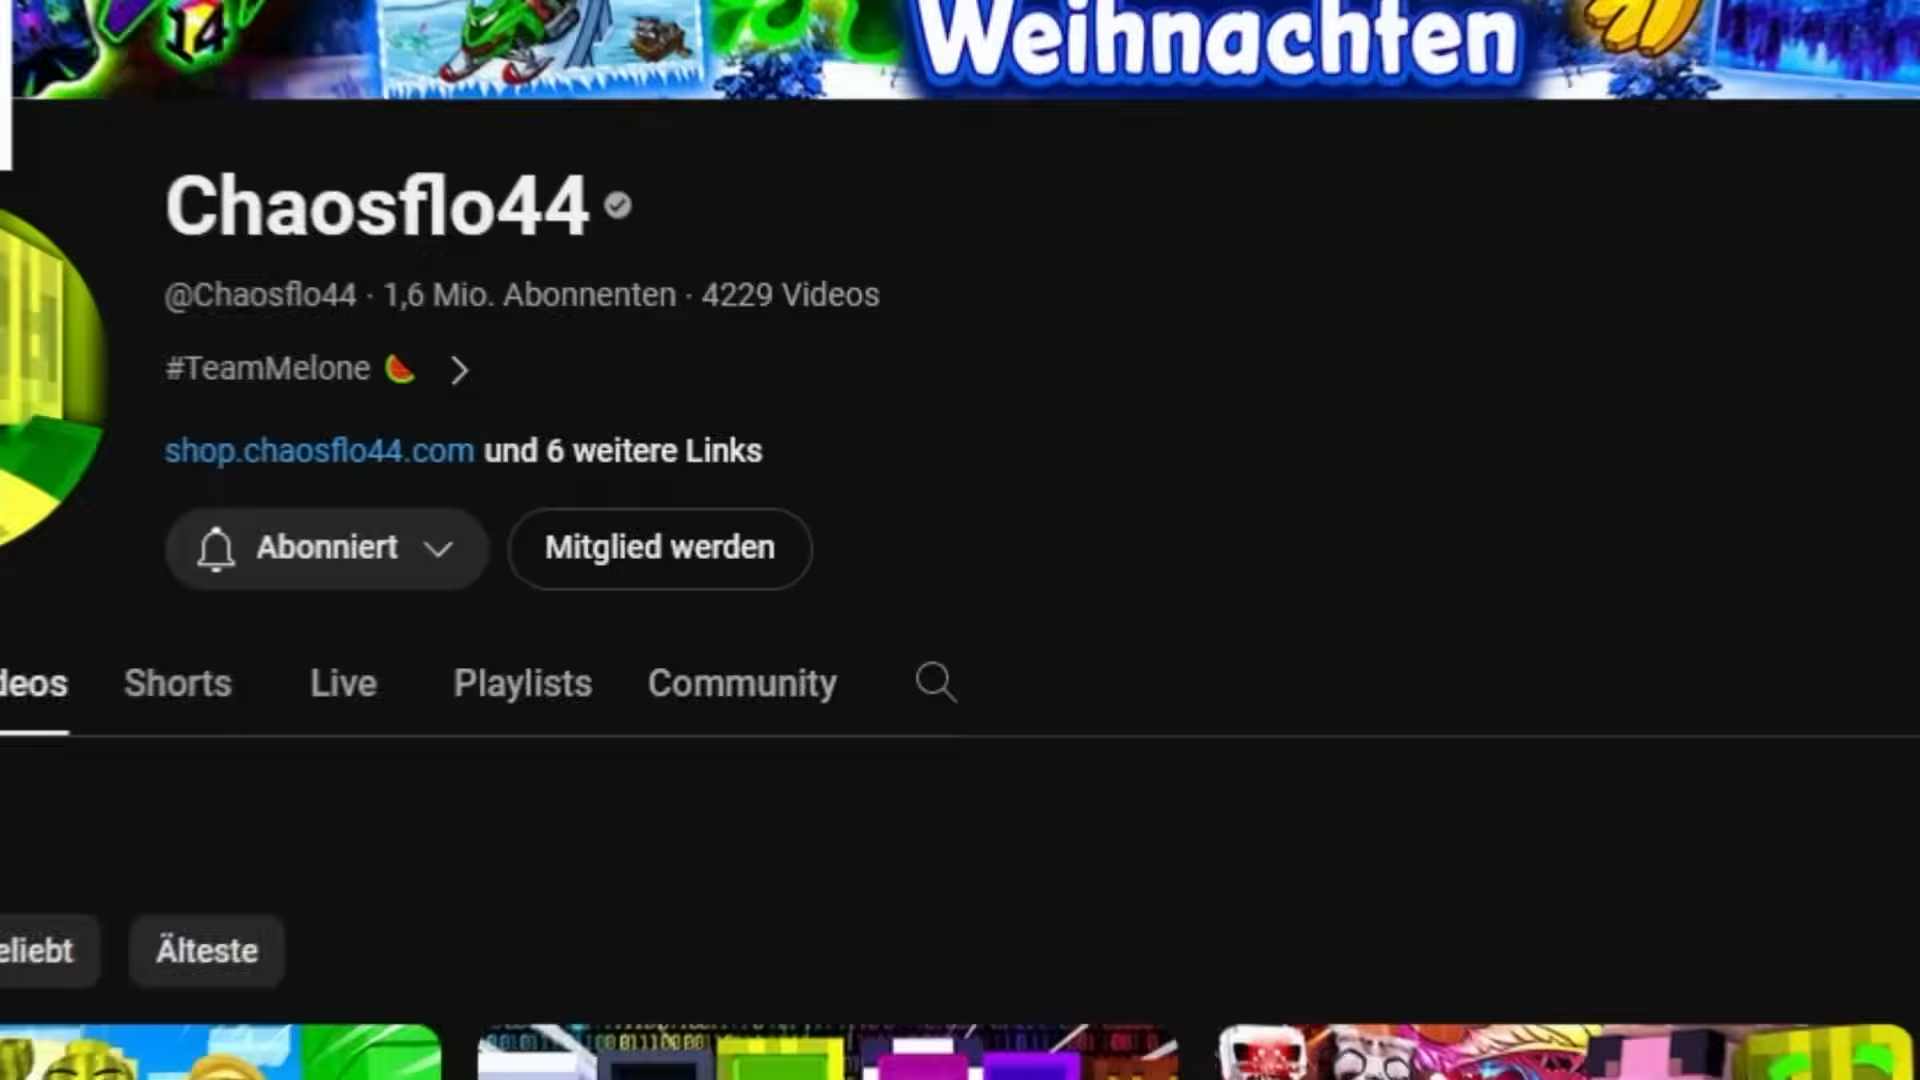 14
Weihnachten
Chaosflo44
@Chaosflo44 · 1,6 Mio. Abonnenten · 4229 Videos
#TeamMelone 🍉
shop.chaosflo44.com und 6 weitere Links
Abonniert
Mitglied werden
deos Shorts Live Playlists Community
eliebt Älteste